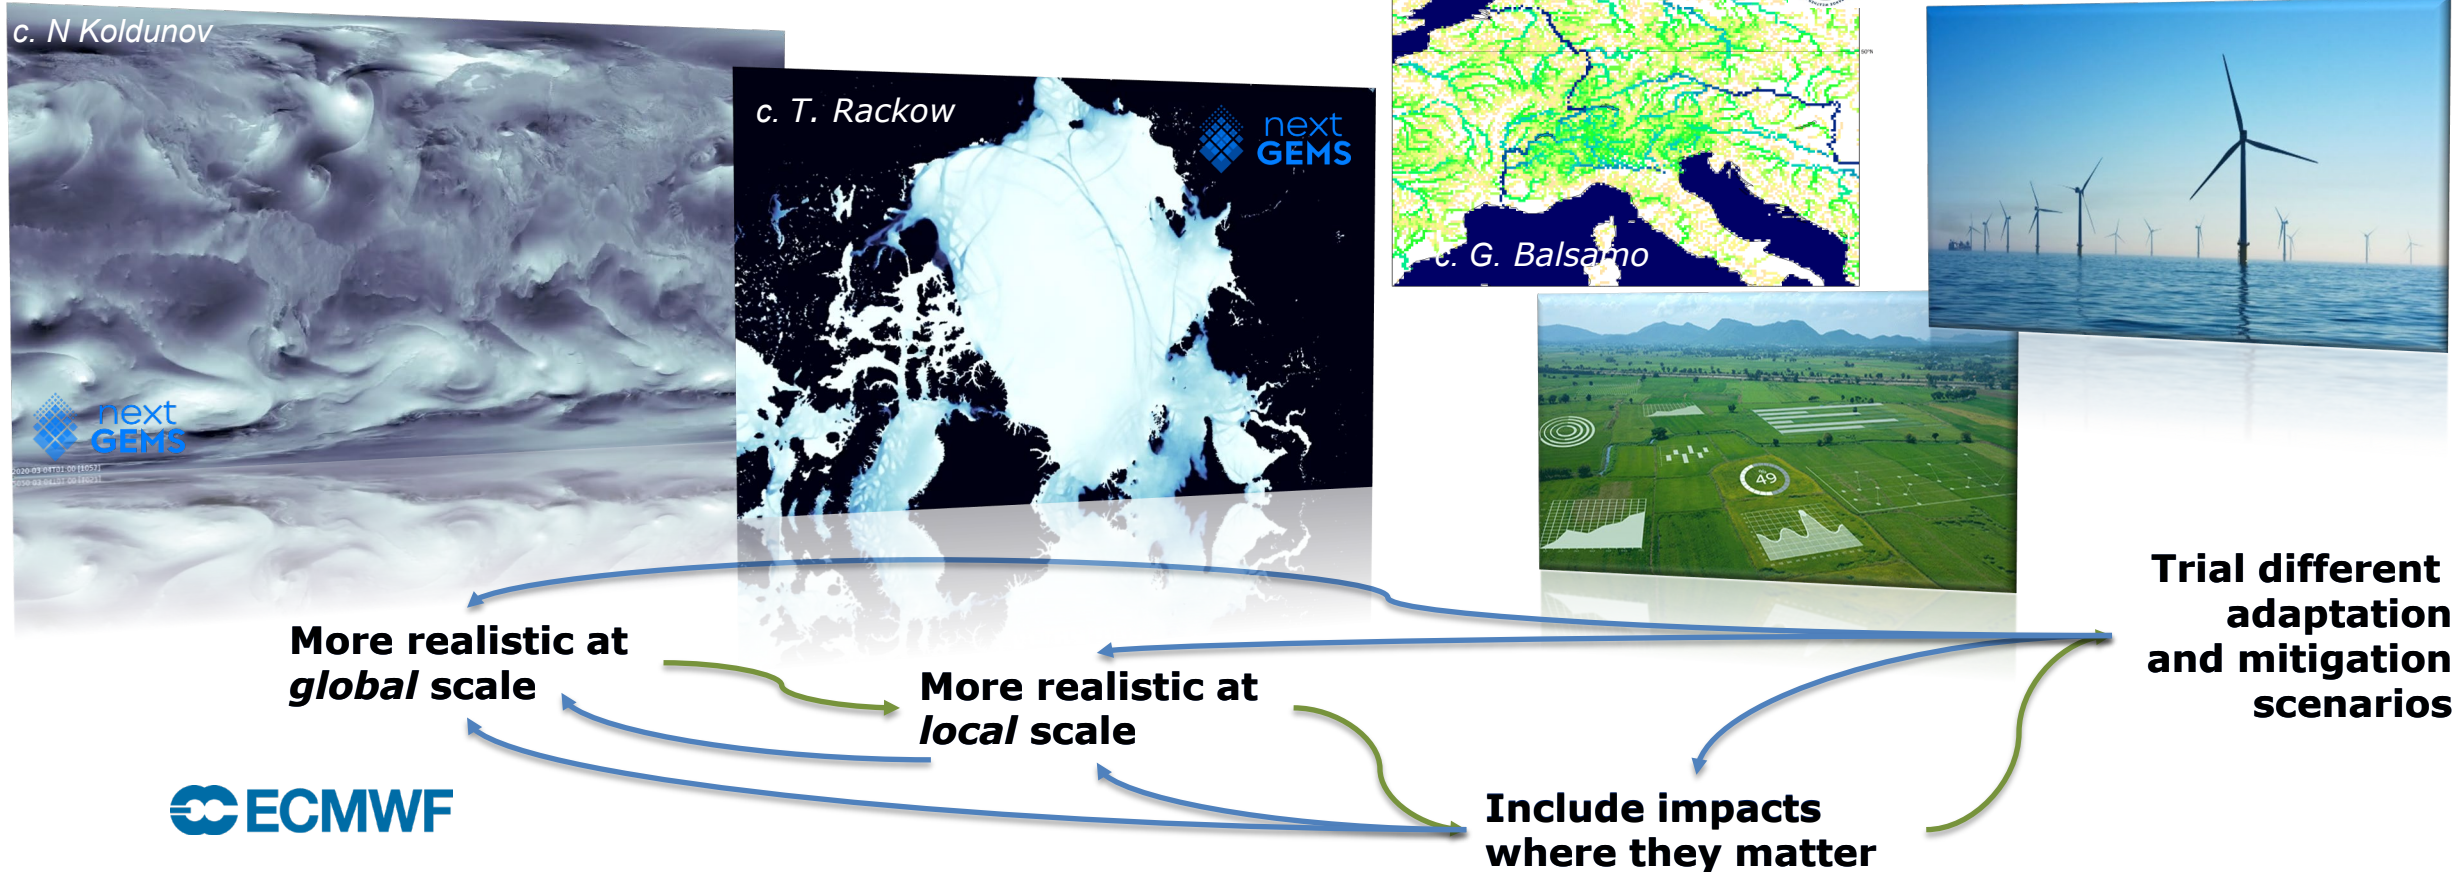 c. N Koldunov
next
GEMS
c. T. Rackow
next
GEMS
50°N
c. G. Balsamo
49
More realistic at
global scale
More realistic at
local scale
Include impacts
where they matter
Trial different
adaptation
and mitigation
scenarios
ECMWF